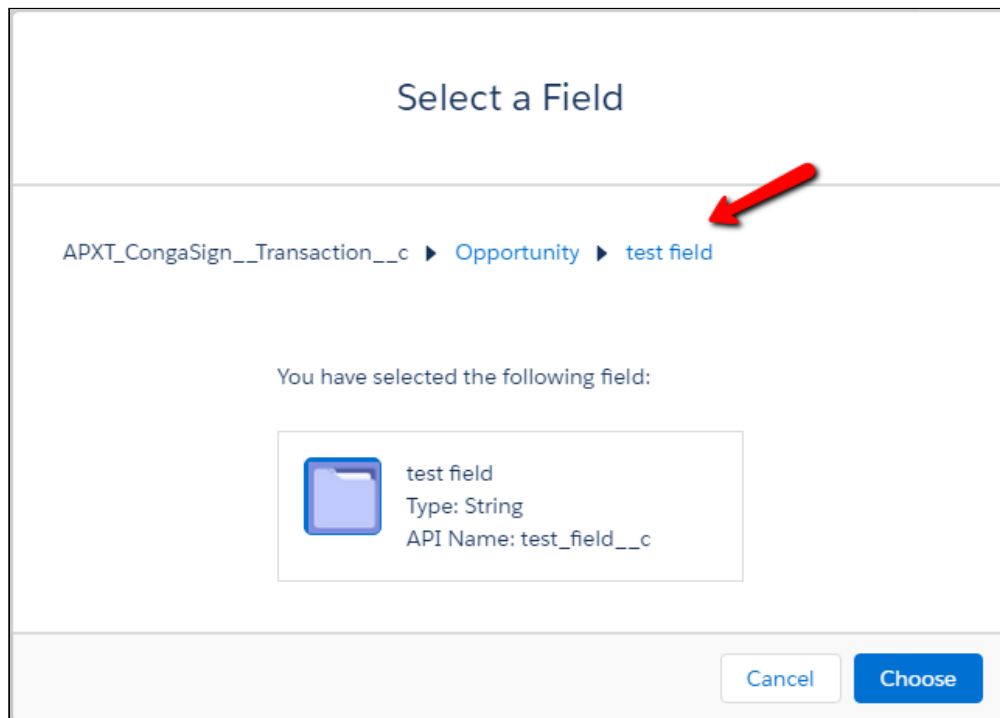 Select a Field
APXT_CongaSign__Transaction__c ▶ Opportunity ▶ test field
You have selected the following field:
test field
Type: String
API Name: test_field__c
Cancel Choose